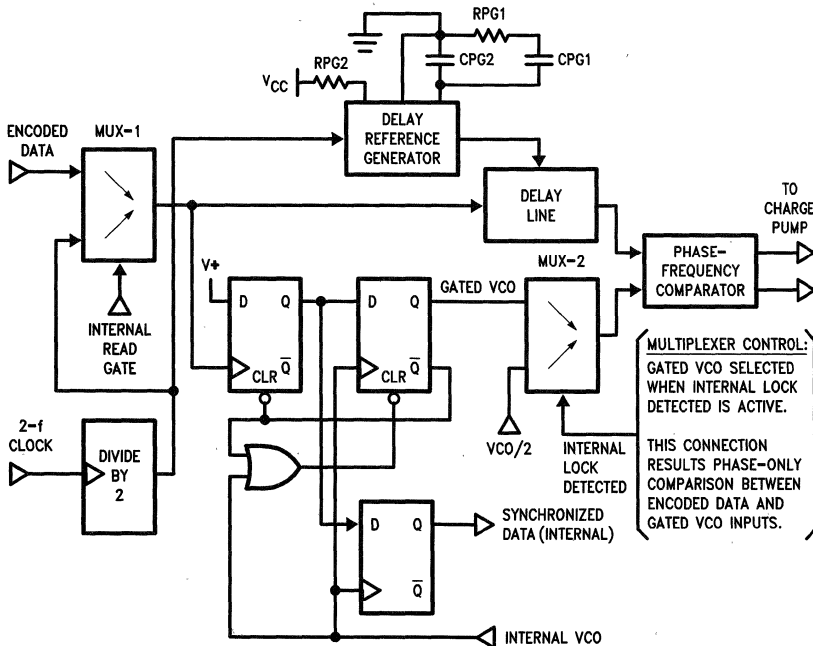 RPG1
CPG2
CPG1
RPG2
VCC
DELAY
REFERENCE
GENERATOR
ENCODED
DATA
MUX-1
DELAY
LINE
TO
CHARGE
PUMP
PHASE-
FREQUENCY
COMPARATOR
INTERNAL
READ
GATE
V+
D Q
Q̅
CLR
D Q
Q̅
CLR
GATED VCO
MUX-2
VCO/2
INTERNAL
LOCK
DETECTED
MULTIPLEXER CONTROL:
GATED VCO SELECTED
WHEN INTERNAL LOCK
DETECTED IS ACTIVE.
THIS CONNECTION
RESULTS PHASE-ONLY
COMPARISON BETWEEN
ENCODED DATA AND
GATED VCO INPUTS.
2-f
CLOCK
DIVIDE
BY
2
D Q
Q̅
SYNCHRONIZED
DATA (INTERNAL)
INTERNAL VCO